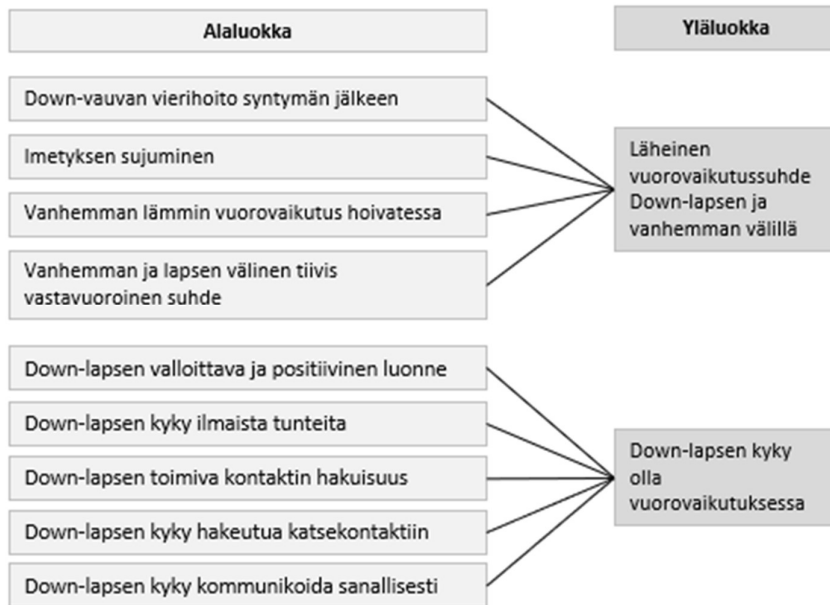 Alaluokka
Yläluokka
Down-vauvan vierihoito syntymän jälkeen
Imetyksen sujuminen
Vanhemman lämmin vuorovaikutus hoivatessa
Vanhemman ja lapsen välinen tiivis
vastavuoroinen suhde
Läheinen
vuorovaikutussuhde
Down-lapsen ja
vanhemman välillä
Down-lapsen valloittava ja positiivinen luonne
Down-lapsen kyky ilmaista tunteita
Down-lapsen toimiva kontaktin hakuisuus
Down-lapsen kyky hakeutua katsekontaktiin
Down-lapsen kyky kommunikoida sanallisesti
Down-lapsen kyky
olla
vuorovaikutuksessa